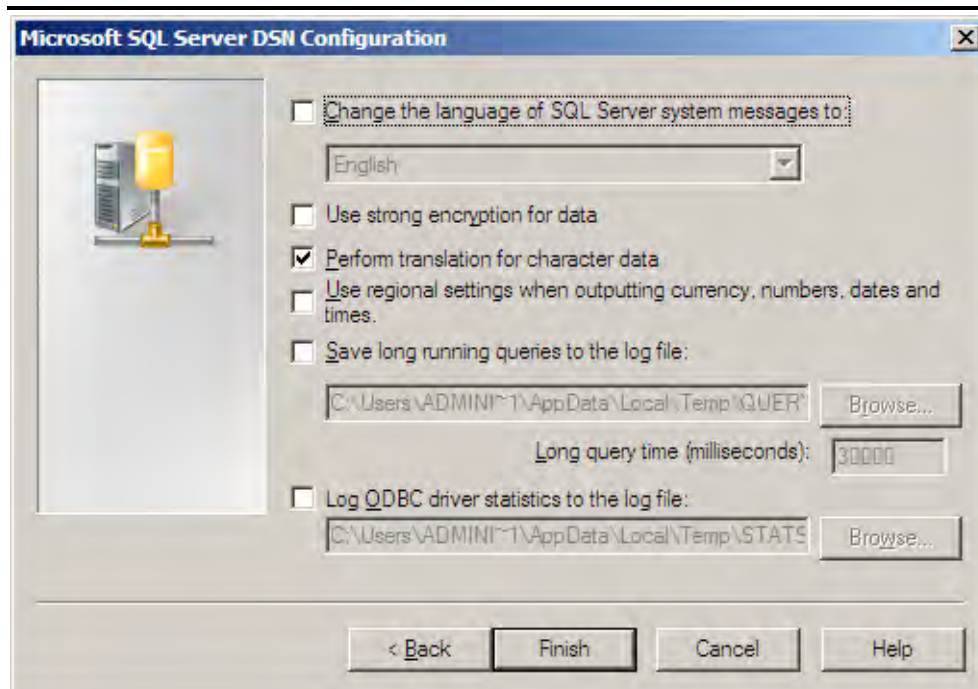 Microsoft SQL Server DSN Configuration
Change the language of SQL Server system messages to:
English
Use strong encryption for data
Perform translation for character data
Use regional settings when outputting currency, numbers, dates and
times.
Save long running queries to the log file:
C:\Users\ADMINI~1\AppData\Local\Temp\QUER
Browse...
Long query time (milliseconds):
30000
Log ODBC driver statistics to the log file:
C:\Users\ADMINI~1\AppData\Local\Temp\STATS
Browse...
< Back
Finish
Cancel
Help